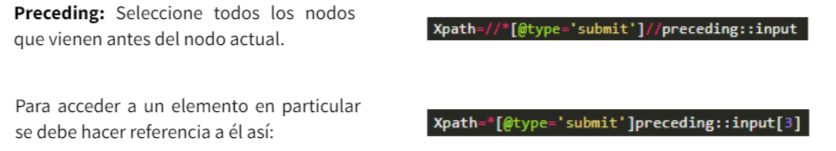 Preceding: Seleccione todos los nodos
que vienen antes del nodo actual.
Xpath=//*[@type='submit']//preceding::input
Para acceder a un elemento en particular
se debe hacer referencia a él así:
Xpath=*[@type='submit']preceding::input[3]